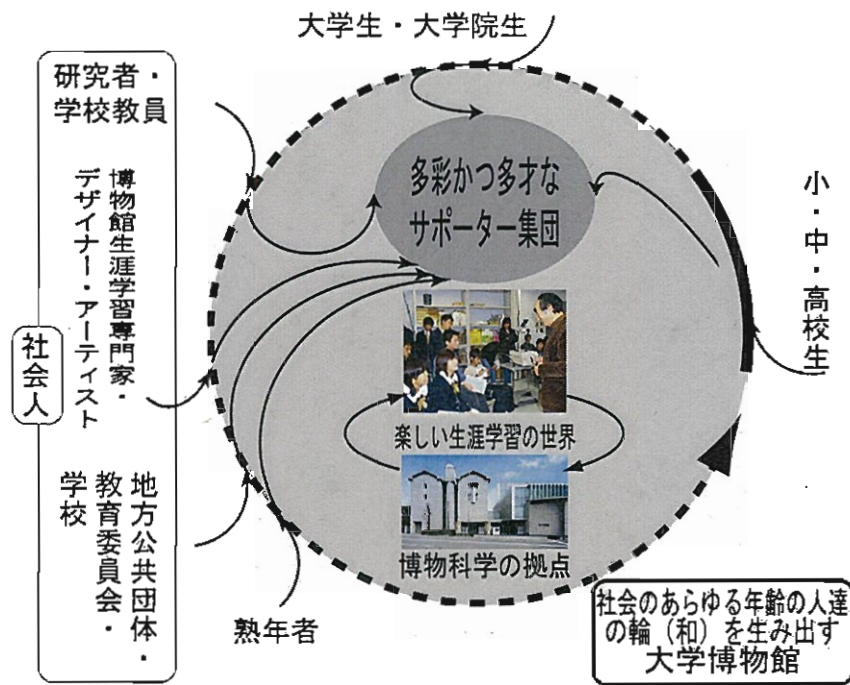 大学生・大学院生
研究者・
学校教員
博物館生涯学習専門家・
デザイナー・アーティスト
社会人
地方公共団体・
教育委員会・
学校
熟年者
多彩かつ多才な
サポーター集団
小・中・高校生
楽しい生涯学習の世界
博物科学の拠点
社会のあらゆる年齢の人達
の輪（和）を生み出す
大学博物館